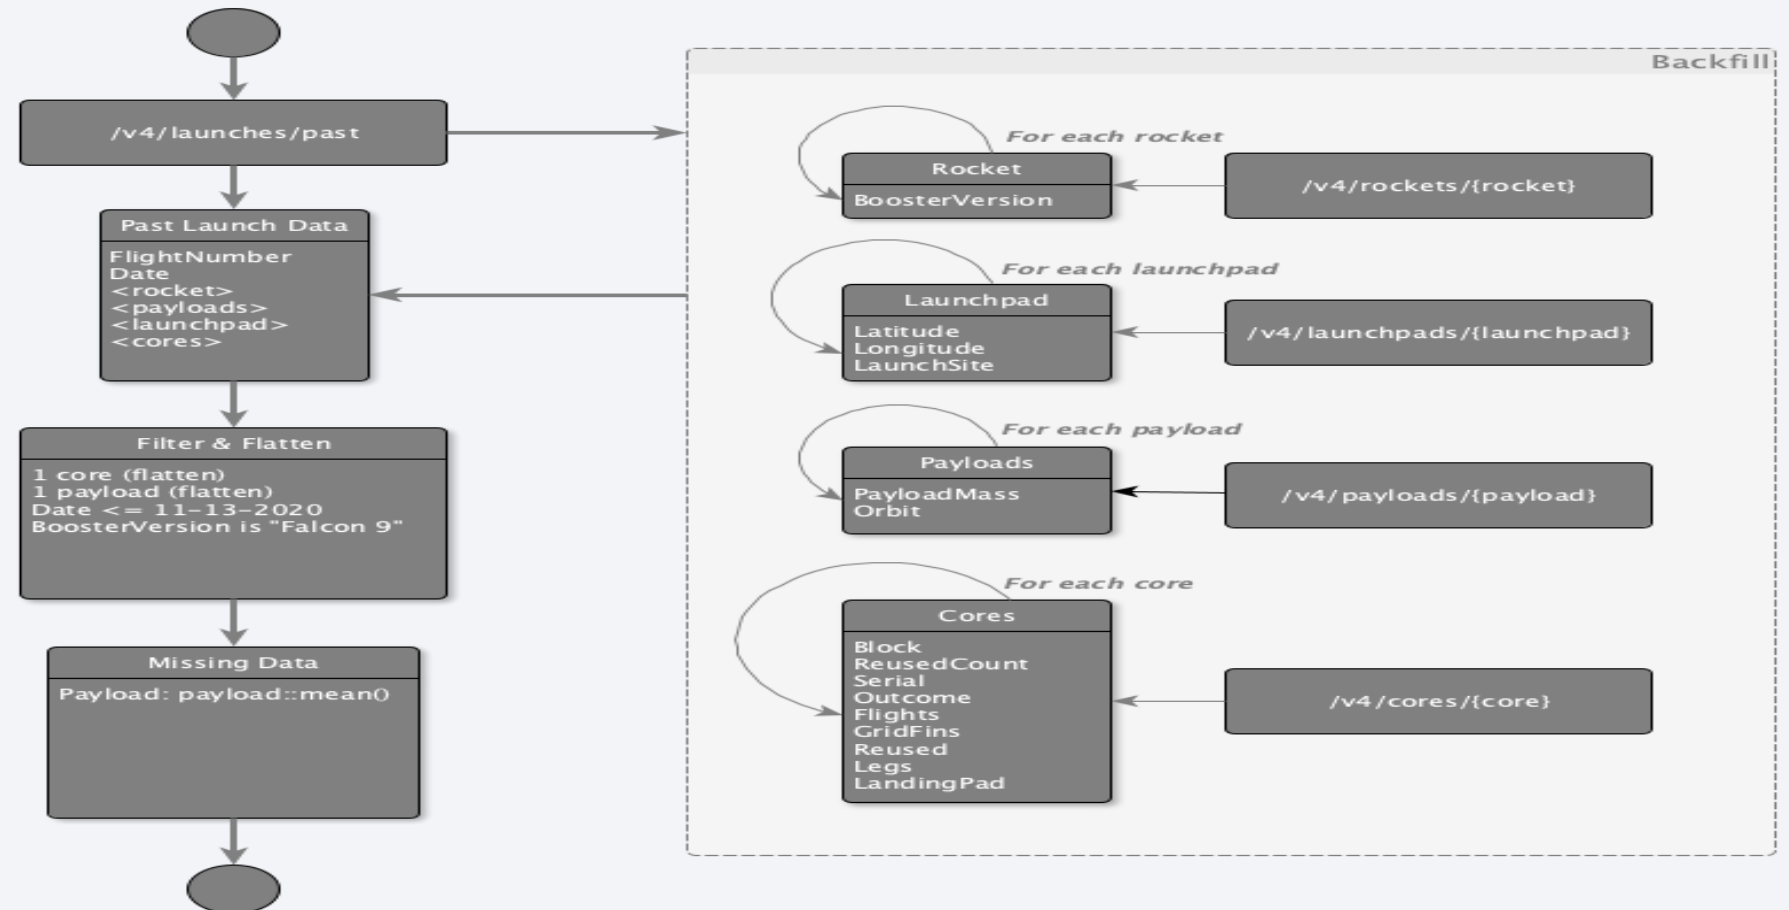 /v4/launches/past
Past Launch Data
FlightNumber
Date
<rocket>
<payloads>
<launchpad>
<cores>
Filter & Flatten
1 core (flatten)
1 payload (flatten)
Date <= 11-13-2020
BoosterVersion is "Falcon 9"
Missing Data
Payload: payload::mean()
Backfill
For each rocket
Rocket
BoosterVersion
/v4/rockets/{rocket}
For each launchpad
Launchpad
Latitude
Longitude
LaunchSite
/v4/launchpads/{launchpad}
For each payload
Payloads
PayloadMass
Orbit
/v4/payloads/{payload}
For each core
Cores
Block
ReusedCount
Serial
Outcome
Flights
GridFins
Reused
Legs
LandingPad
/v4/cores/{core}